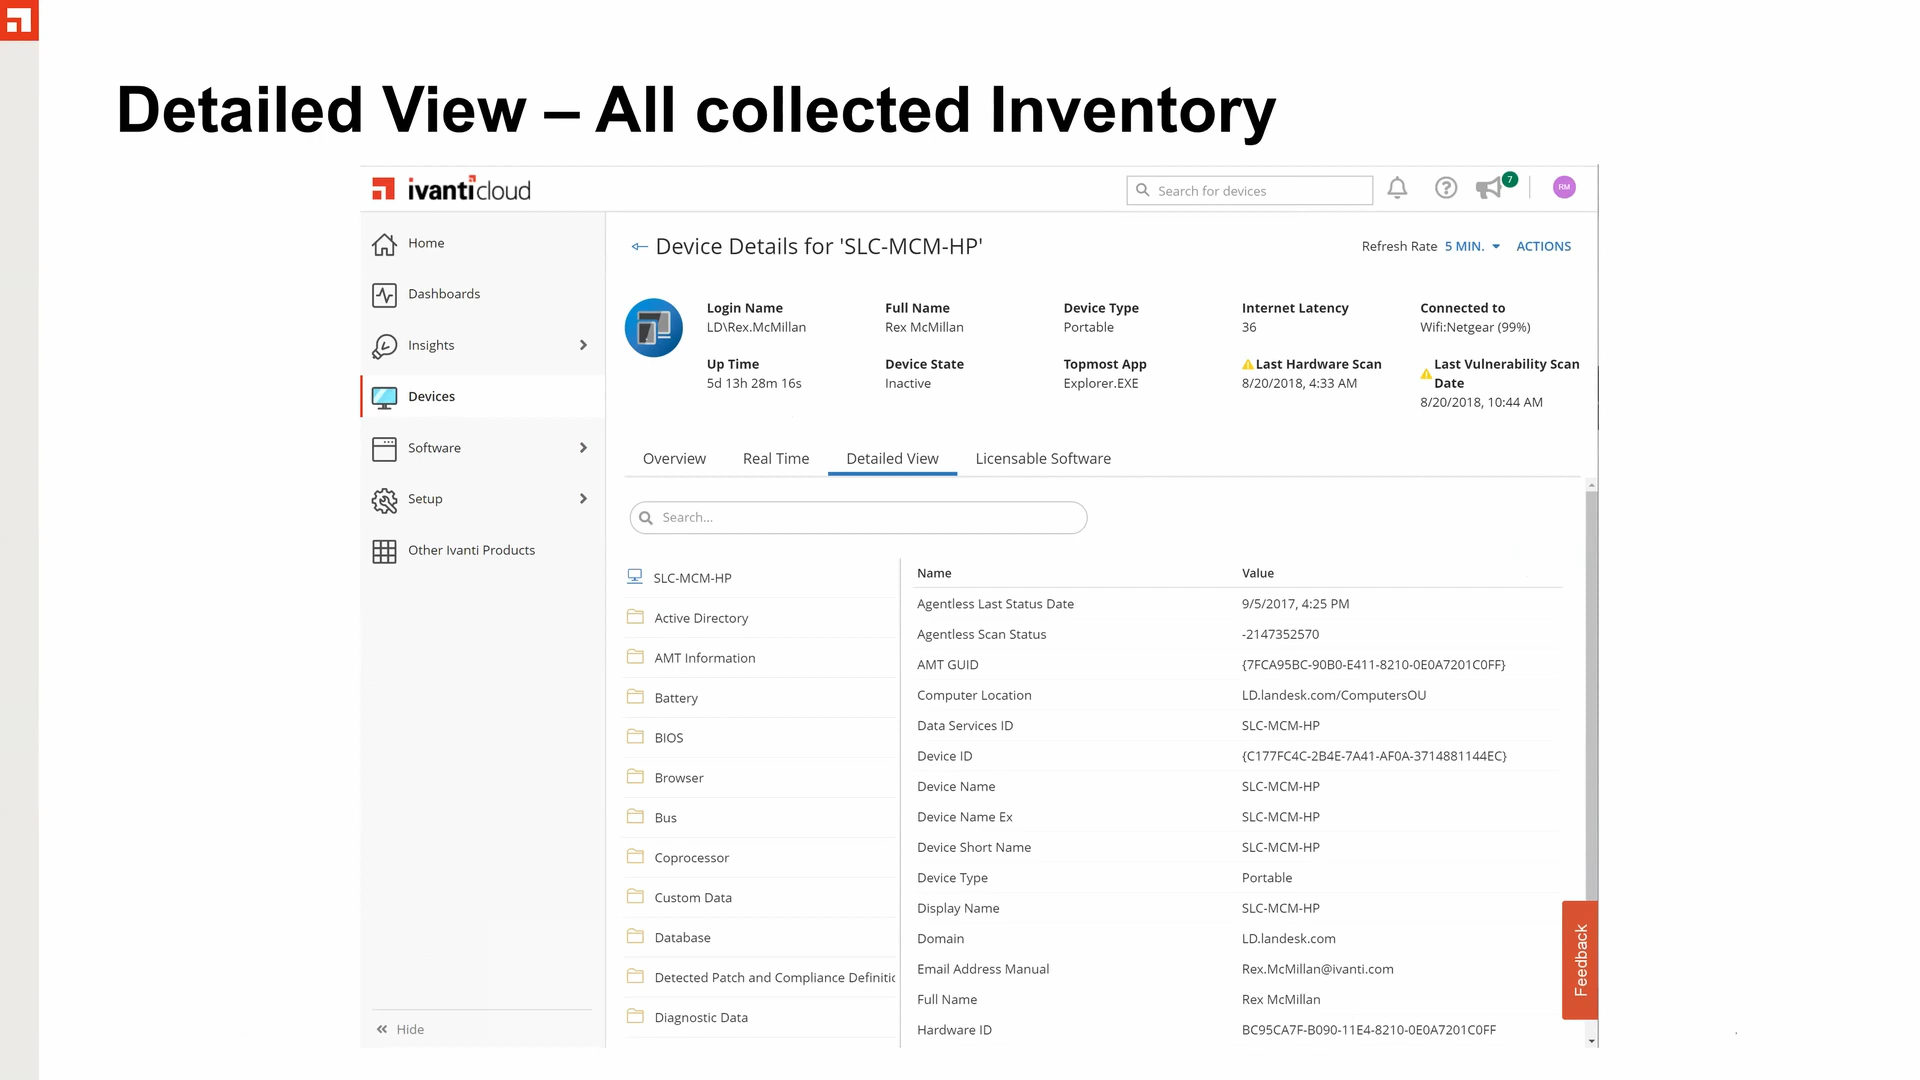 Detailed View – All collected Inventory
ivanticloud
Search for devices
7
RM
Home
Dashboards
Insights
Devices
Software
Setup
Other Ivanti Products
Hide
Device Details for 'SLC-MCM-HP'
Refresh Rate 5 MIN. ACTIONS
Login Name
LD\Rex.McMillan
Full Name
Rex McMillan
Device Type
Portable
Internet Latency
36
Connected to
Wifi:Netgear (99%)
Up Time
5d 13h 28m 16s
Device State
Inactive
Topmost App
Explorer.EXE
Last Hardware Scan
8/20/2018, 4:33 AM
Last Vulnerability Scan
Date
8/20/2018, 10:44 AM
Overview Real Time Detailed View Licensable Software
Search...
SLC-MCM-HP
Active Directory
AMT Information
Battery
BIOS
Browser
Bus
Coprocessor
Custom Data
Database
Detected Patch and Compliance Definitic
Diagnostic Data
Name Value
Agentless Last Status Date 9/5/2017, 4:25 PM
Agentless Scan Status -2147352570
AMT GUID {7FCA95BC-90B0-E411-8210-0E0A7201C0FF}
Computer Location LD.landesk.com/ComputersOU
Data Services ID SLC-MCM-HP
Device ID {C177FC4C-2B4E-7A41-AF0A-3714881144EC}
Device Name SLC-MCM-HP
Device Name Ex SLC-MCM-HP
Device Short Name SLC-MCM-HP
Device Type Portable
Display Name SLC-MCM-HP
Domain LD.landesk.com
Email Address Manual Rex.McMillan@ivanti.com
Full Name Rex McMillan
Hardware ID BC95CA7F-B090-11E4-8210-0E0A7201C0FF
Feedback